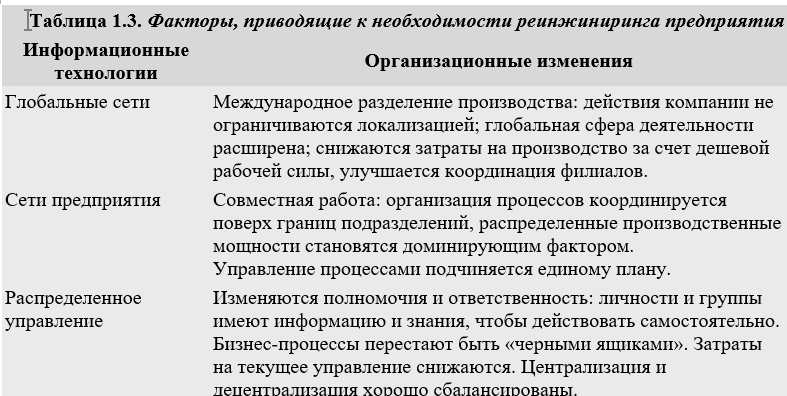 Таблица 1.3. Факторы, приводящие к необходимости реинжиниринга предприятия
Информационные технологии
Организационные изменения
Глобальные сети
Международное разделение производства: действия компании не
ограничиваются локализацией; глобальная сфера деятельности
расширена; снижаются затраты на производство за счет дешевой
рабочей силы, улучшается координация филиалов.
Сети предприятия
Совместная работа: организация процессов координируется
поверх границ подразделений, распределенные производственные
мощности становятся доминирующим фактором.
Управление процессами подчиняется единому плану.
Распределенное
управление
Изменяются полномочия и ответственность: личности и группы
имеют информацию и знания, чтобы действовать самостоятельно.
Бизнес-процессы перестают быть «черными ящиками». Затраты
на текущее управление снижаются. Централизация и
децентрализация хорошо сбалансированы.